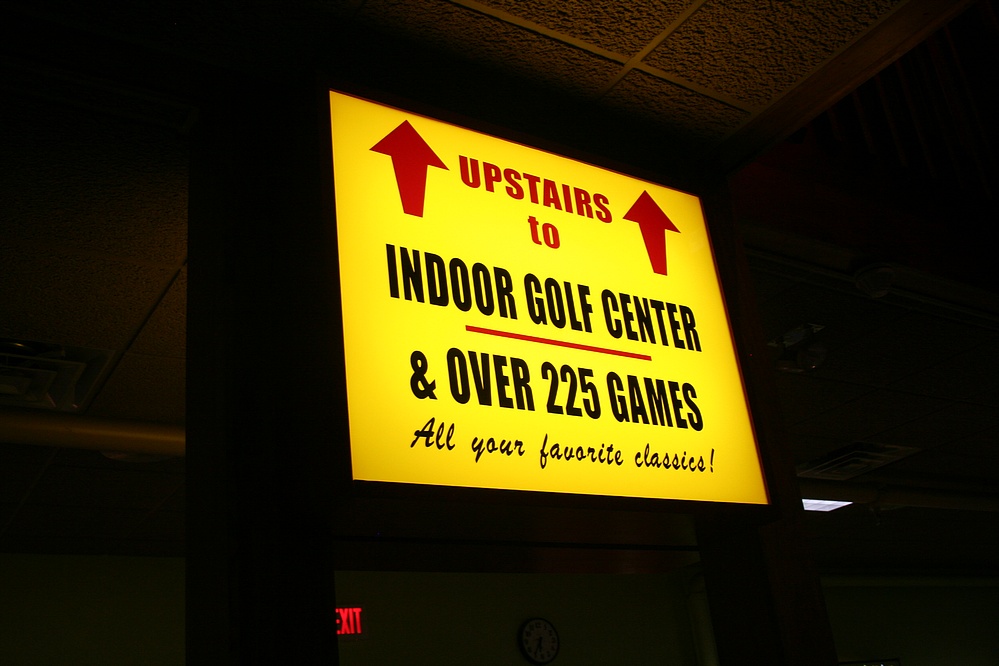 UPSTAIRS
to
INDOOR GOLF CENTER
& OVER 225 GAMES
All your favorite classics!
EXIT